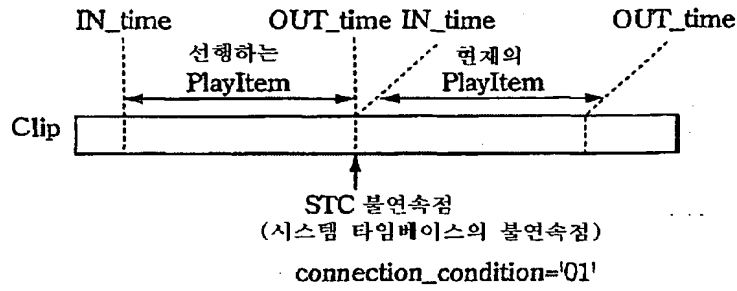 IN_time OUT_time IN_time OUT_time
선행하는 현재의
PlayItem PlayItem
Clip
STC 불연속점
(시스템 타임베이스의 불연속점)
connection_condition='01'